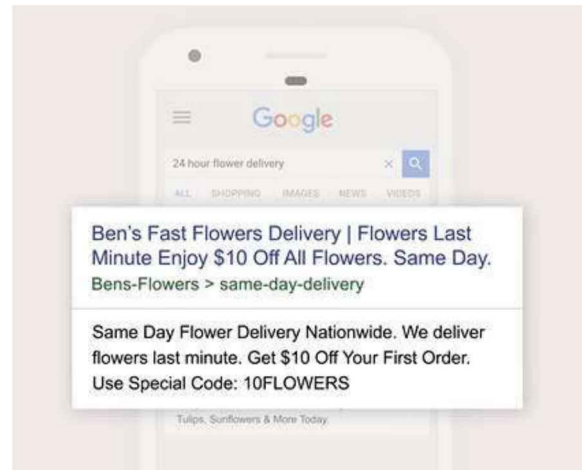 Google
24 hour flower delivery
ALL SHOPPING IMAGES NEWS VIDEOS
Ben's Fast Flowers Delivery | Flowers Last
Minute Enjoy $10 Off All Flowers. Same Day.
Bens-Flowers > same-day-delivery
Same Day Flower Delivery Nationwide. We deliver
flowers last minute. Get $10 Off Your First Order.
Use Special Code: 10FLOWERS
Tulips, Sunflowers & More Today.